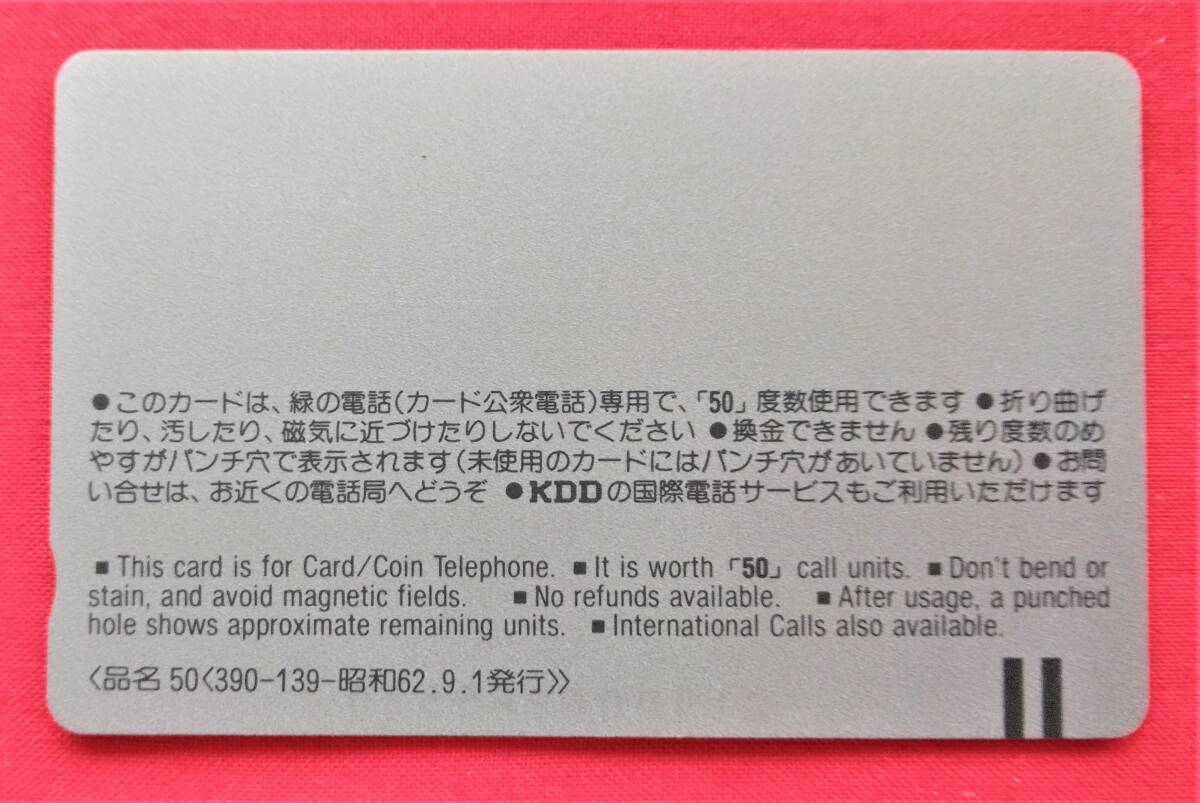 ●このカードは、緑の電話(カード公衆電話)専用で、「50」度数使用できます ●折り曲げ
たり、汚したり、磁気に近づけたりしないでください ●換金できません ●残り度数のめ
やすがパンチ穴で表示されます(未使用のカードにはパンチ穴があいていません) ●お問
い合せは、お近くの電話局へどうぞ ●KDDの国際電話サービスもご利用いただけます
■This card is for Card/Coin Telephone. ■It is worth 「50」 call units. ■Don't bend or
stain, and avoid magnetic fields. ■No refunds available. ■After usage, a punched
hole shows approximate remaining units. ■International Calls also available.
〈品名 50〈390-139-昭和62.9.1発行〉〉